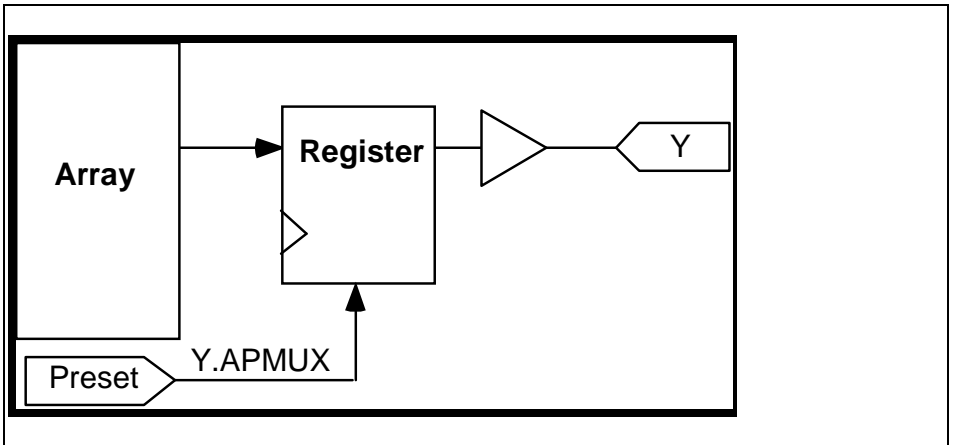 Array
Register
Y
Y.APMUX
Preset